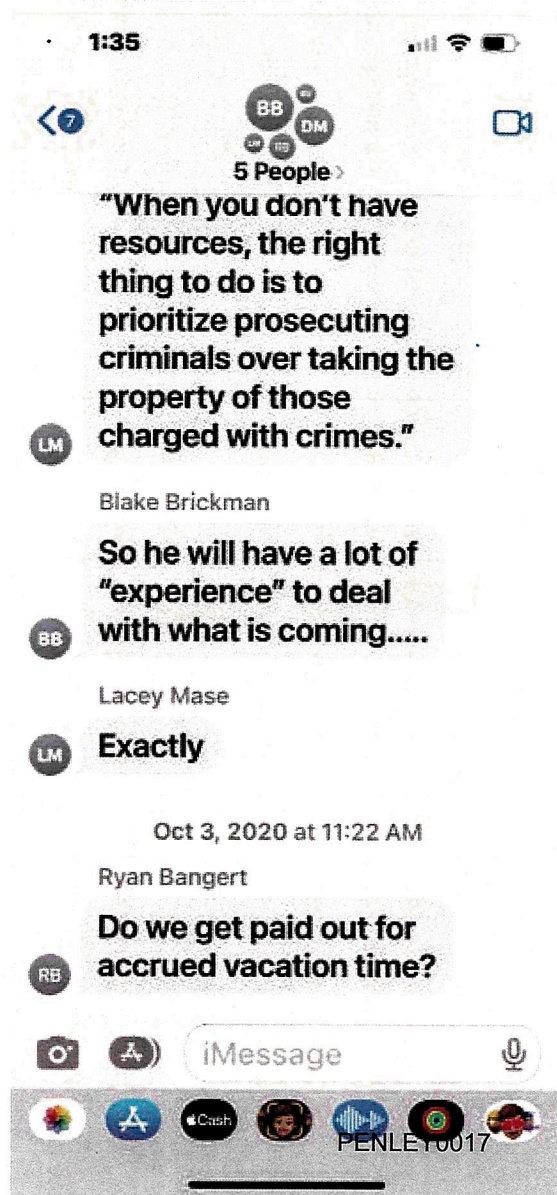 1:35
7
BB
DM
5 People >
“When you don’t have
resources, the right
thing to do is to
prioritize prosecuting
criminals over taking the
property of those
charged with crimes.”
LM
Blake Brickman
So he will have a lot of
“experience” to deal
with what is coming.....
BB
Lacey Mase
Exactly
LM
Oct 3, 2020 at 11:22 AM
Ryan Bangert
Do we get paid out for
accrued vacation time?
RB
iMessage
Cash
PENLEY0017